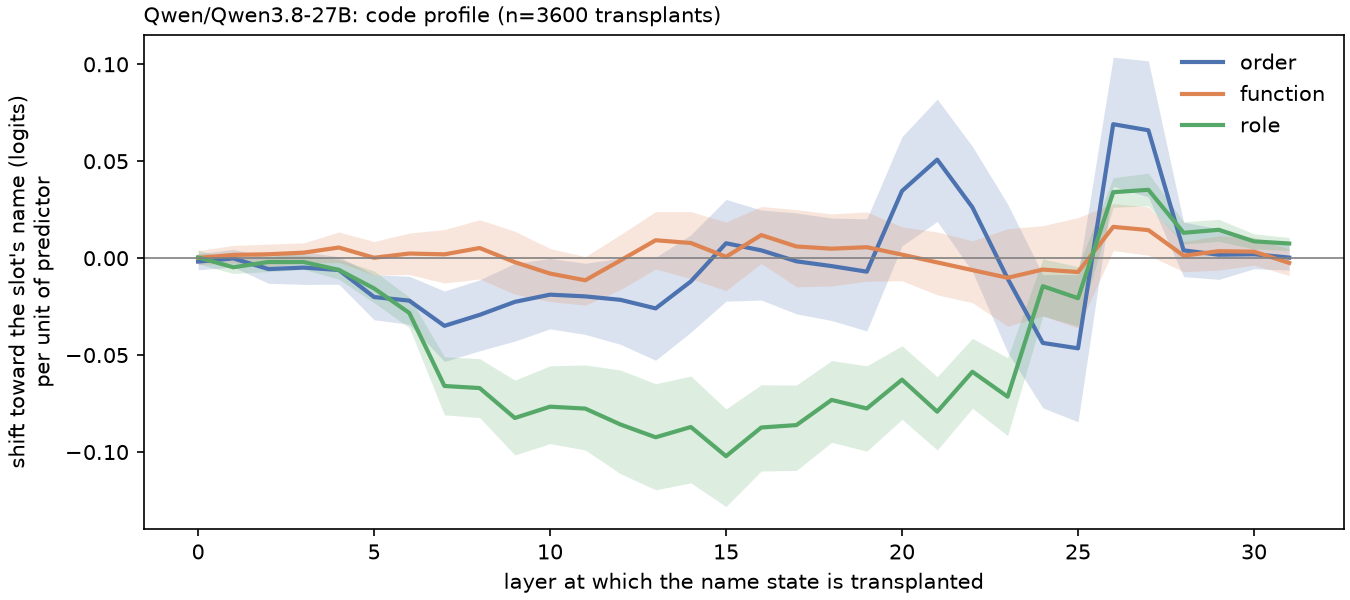 Qwen/Qwen3.8-27B: code profile (n=3600 transplants)
shift toward the slot's name (logits)
per unit of predictor
0.10
0.05
0.00
−0.05
−0.10
order
function
role
0 5 10 15 20 25 30
layer at which the name state is transplanted